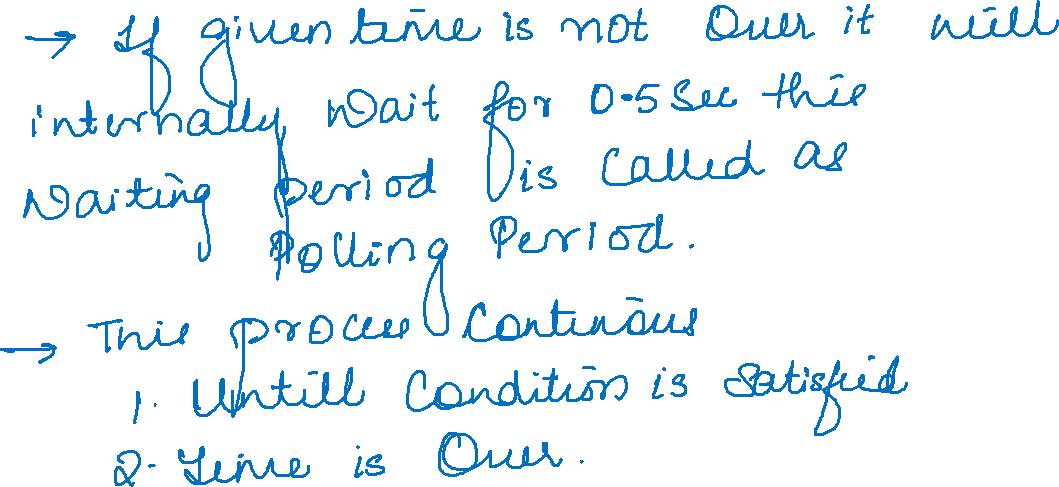 → If given time is not Over it will
internally Wait for 0.5 Sec this
Waiting period is Called as
Polling Period.
→ This process Continous
1. Untill Condition is Satisfied
2. Time is Over.